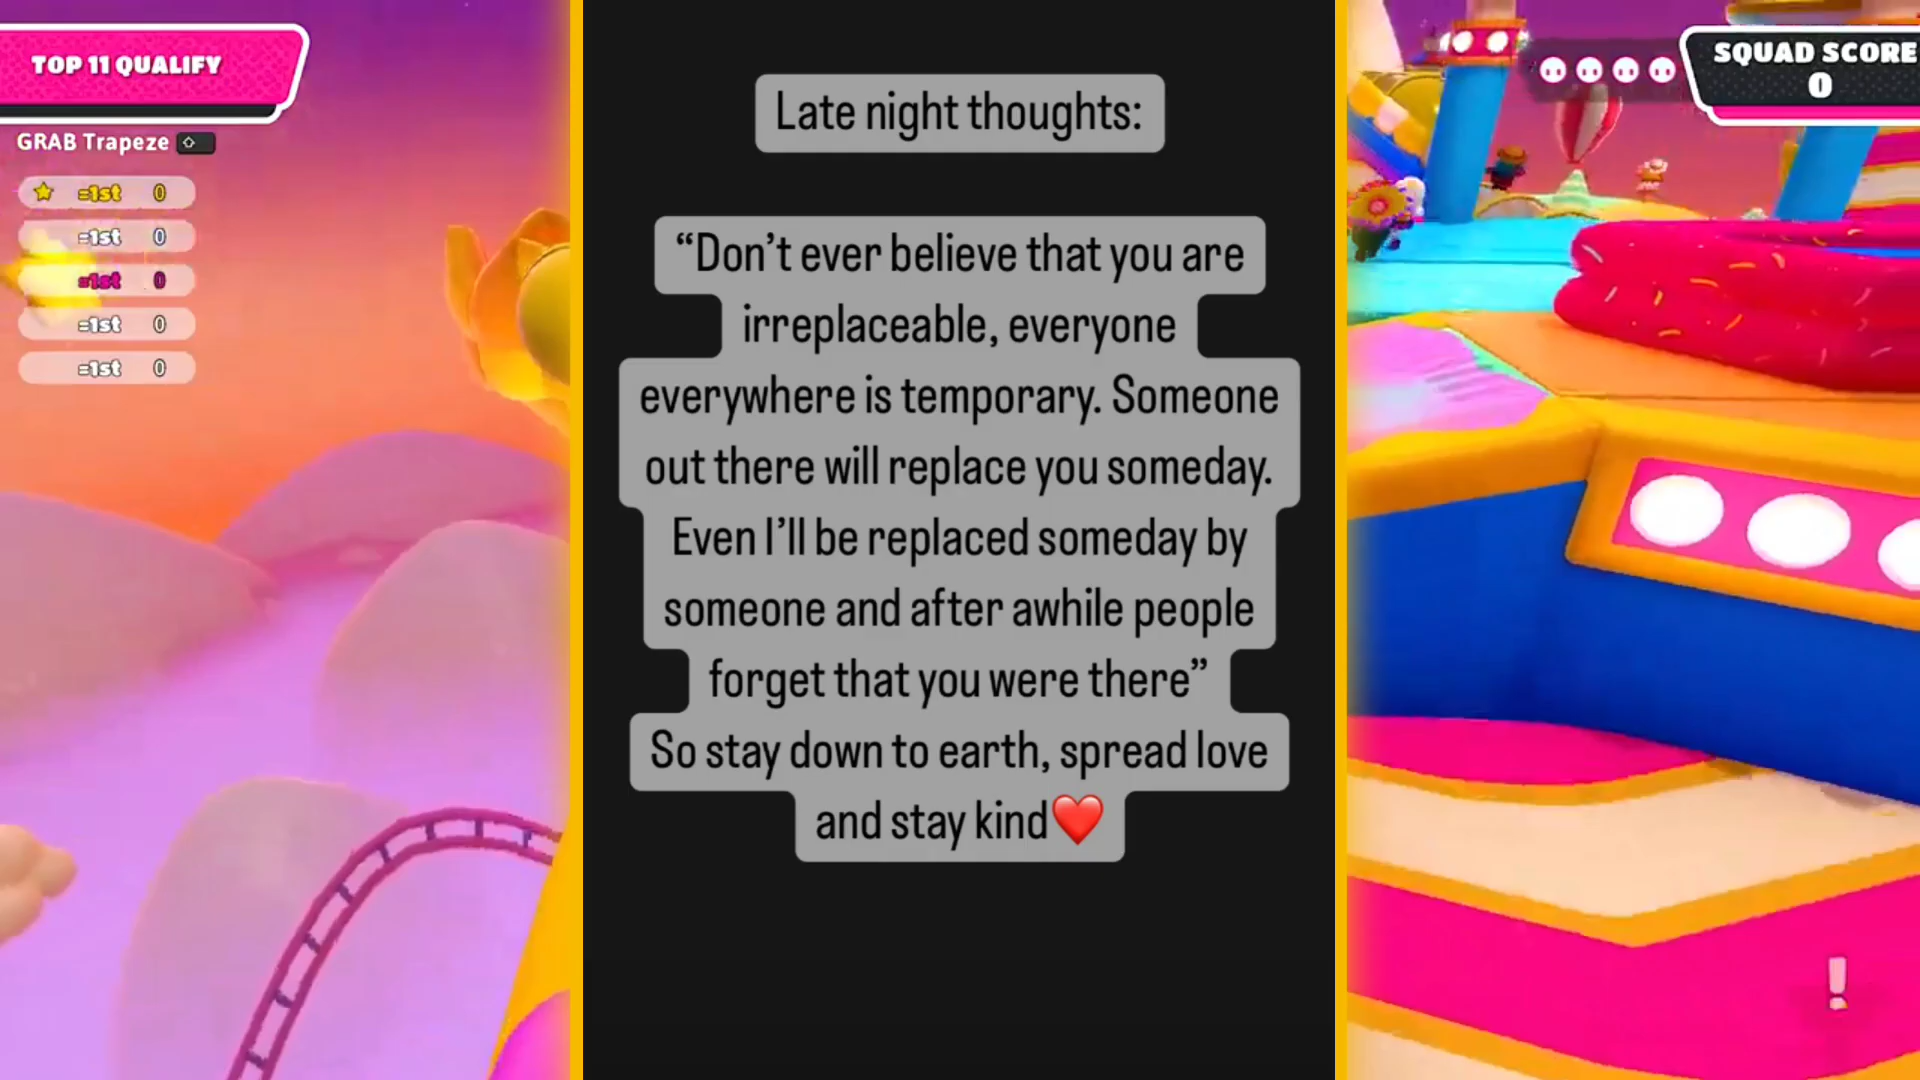 TOP 11 QUALIFY
GRAB Trapeze
=1st 0
=1st 0
=1st 0
=1st 0
=1st 0
Late night thoughts:
“Don’t ever believe that you are
irreplaceable, everyone
everywhere is temporary. Someone
out there will replace you someday.
Even I’ll be replaced someday by
someone and after awhile people
forget that you were there”
So stay down to earth, spread love
and stay kind❤️
SQUAD SCORE
0
!